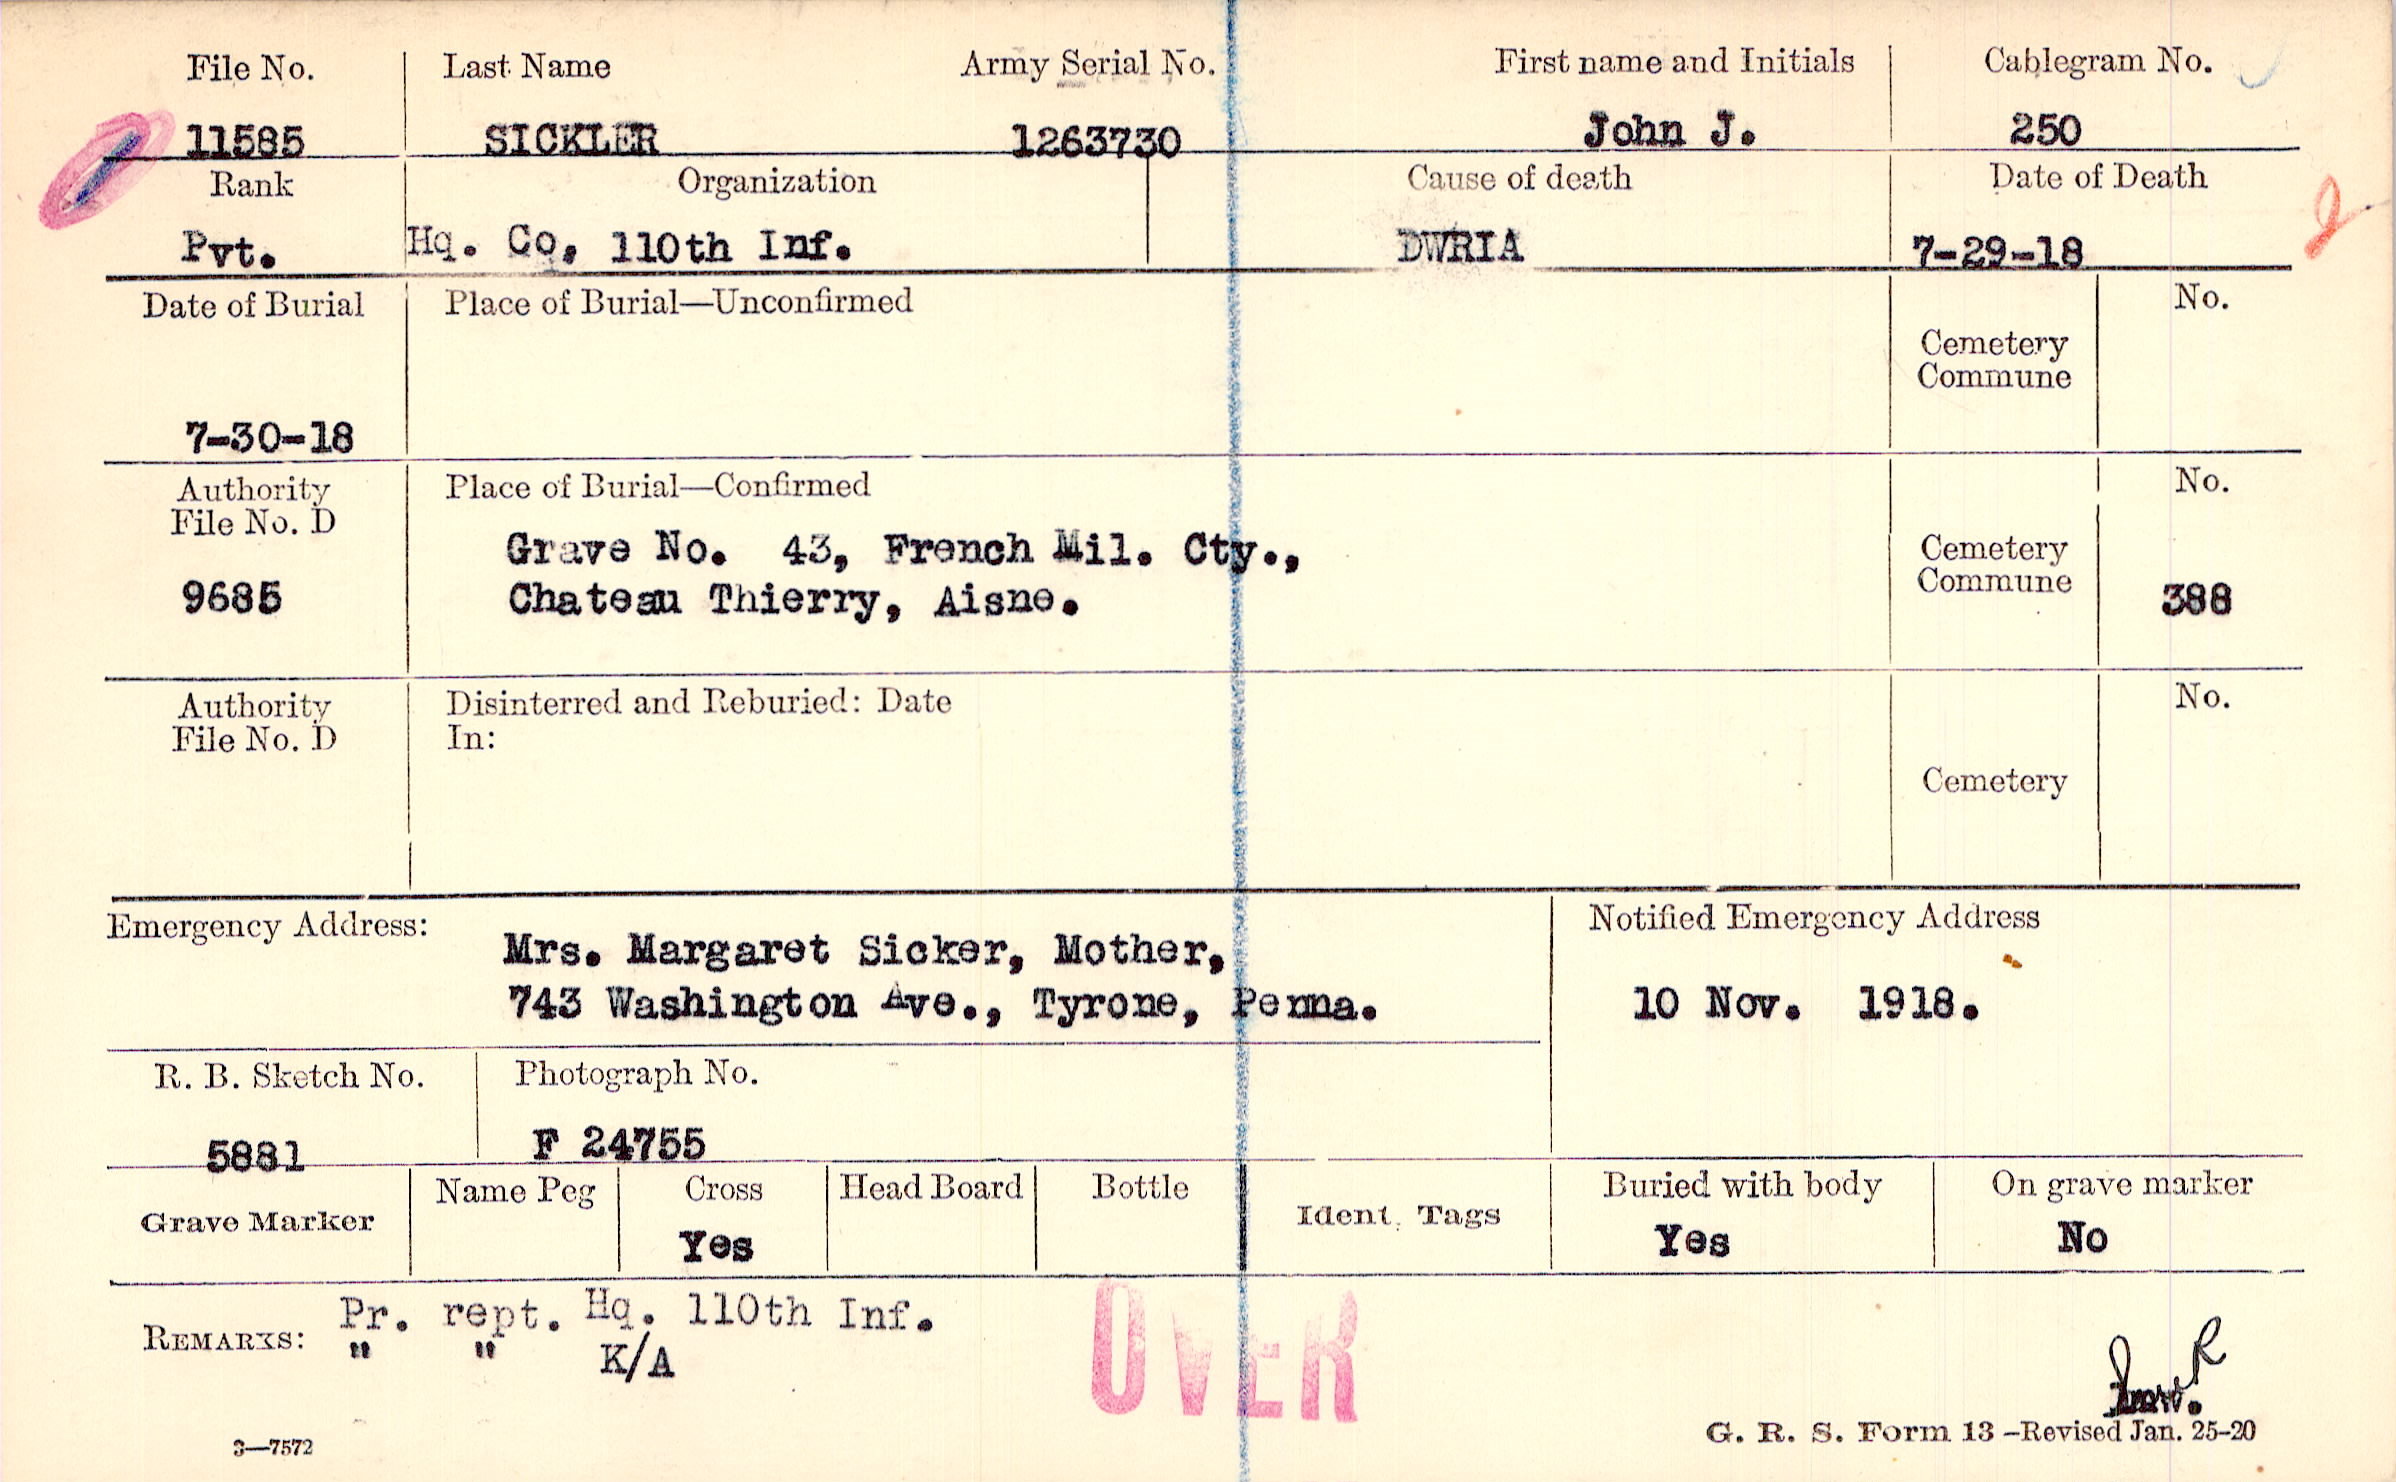 File No. Last Name Army Serial No. First name and Initials Cablegram No.
11585 SICKLER 1263730 John J. 250
Rank Organization Cause of death Date of Death
Pvt. Hq. Co, 110th Inf. DWRIA 7-29-18
Date of Burial Place of Burial—Unconfirmed No.
Cemetery
Commune
7-30-18
Authority Place of Burial—Confirmed No.
File No. D
Grave No. 43, French Mil. Cty., Cemetery
Commune
9685 Chateau Thierry, Aisne. 388
Authority Disinterred and Reburied: Date No.
File No. D In:
Cemetery
Emergency Address: Notified Emergency Address
Mrs. Margaret Sicker, Mother,
743 Washington Ave., Tyrone, Penna. 10 Nov. 1918.
R. B. Sketch No. Photograph No.
5881 F 24755
Grave Marker Name Peg Cross Head Board Bottle Ident. Tags Buried with body On grave marker
Yes Yes No
REMARKS: Pr. rept. Hq. 110th Inf.
" " K/A
OVER
R
3—7572
G. R. S. Form 13 -Revised Jan. 25-20